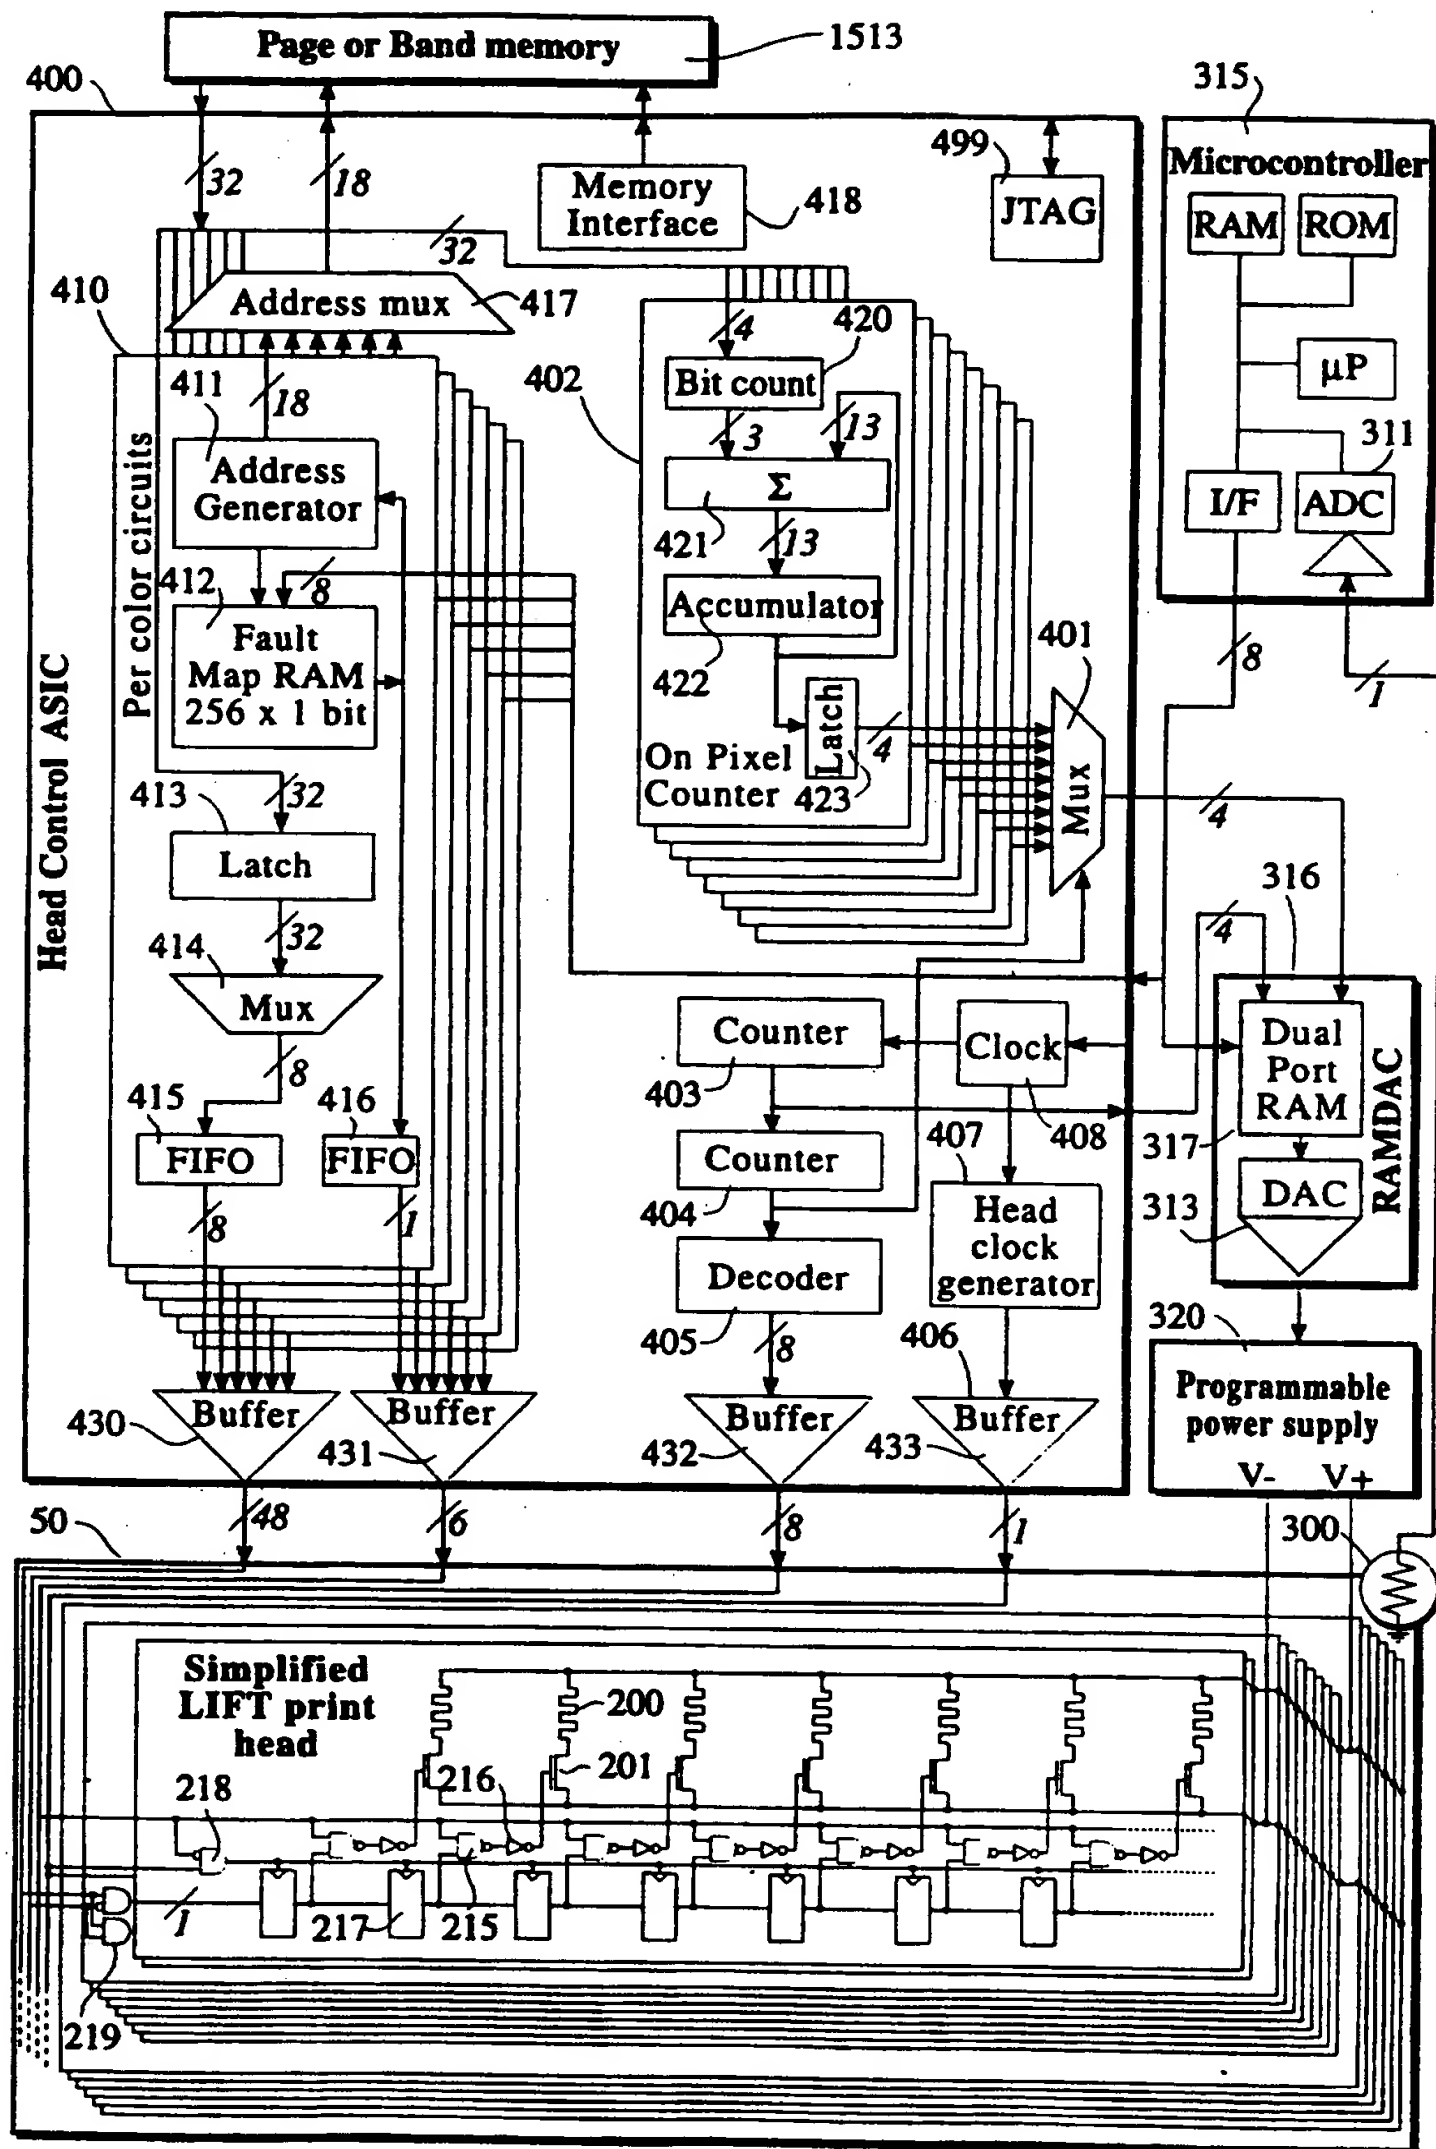 Page or Band memory
1513
400
315
Microcontroller
499
32
18
Memory
Interface
418
JTAG
RAM
ROM
32
410
Address mux
417
420
4
411
402
Bit count
μP
18
3
13
311
Per color circuits
Address
Generator
Σ
I/F
ADC
421
13
412
8
Accumulator
Fault
Map RAM
256 x 1 bit
422
401
8
1
Head Control ASIC
Latch
4
On Pixel
Counter
423
Mux
413
32
4
Latch
316
32
4
414
Mux
Counter
Clock
Dual
Port
RAM
8
403
RAMDAC
415
416
407
408
317
FIFO
FIFO
Counter
DAC
404
Head
clock
generator
313
8
1
Decoder
320
405
8
406
Programmable
power supply
Buffer
Buffer
Buffer
Buffer
430
431
432
433
V-
V+
50
48
6
8
1
300
Simplified
LIFT print
head
200
201
218
216
1
217
215
219